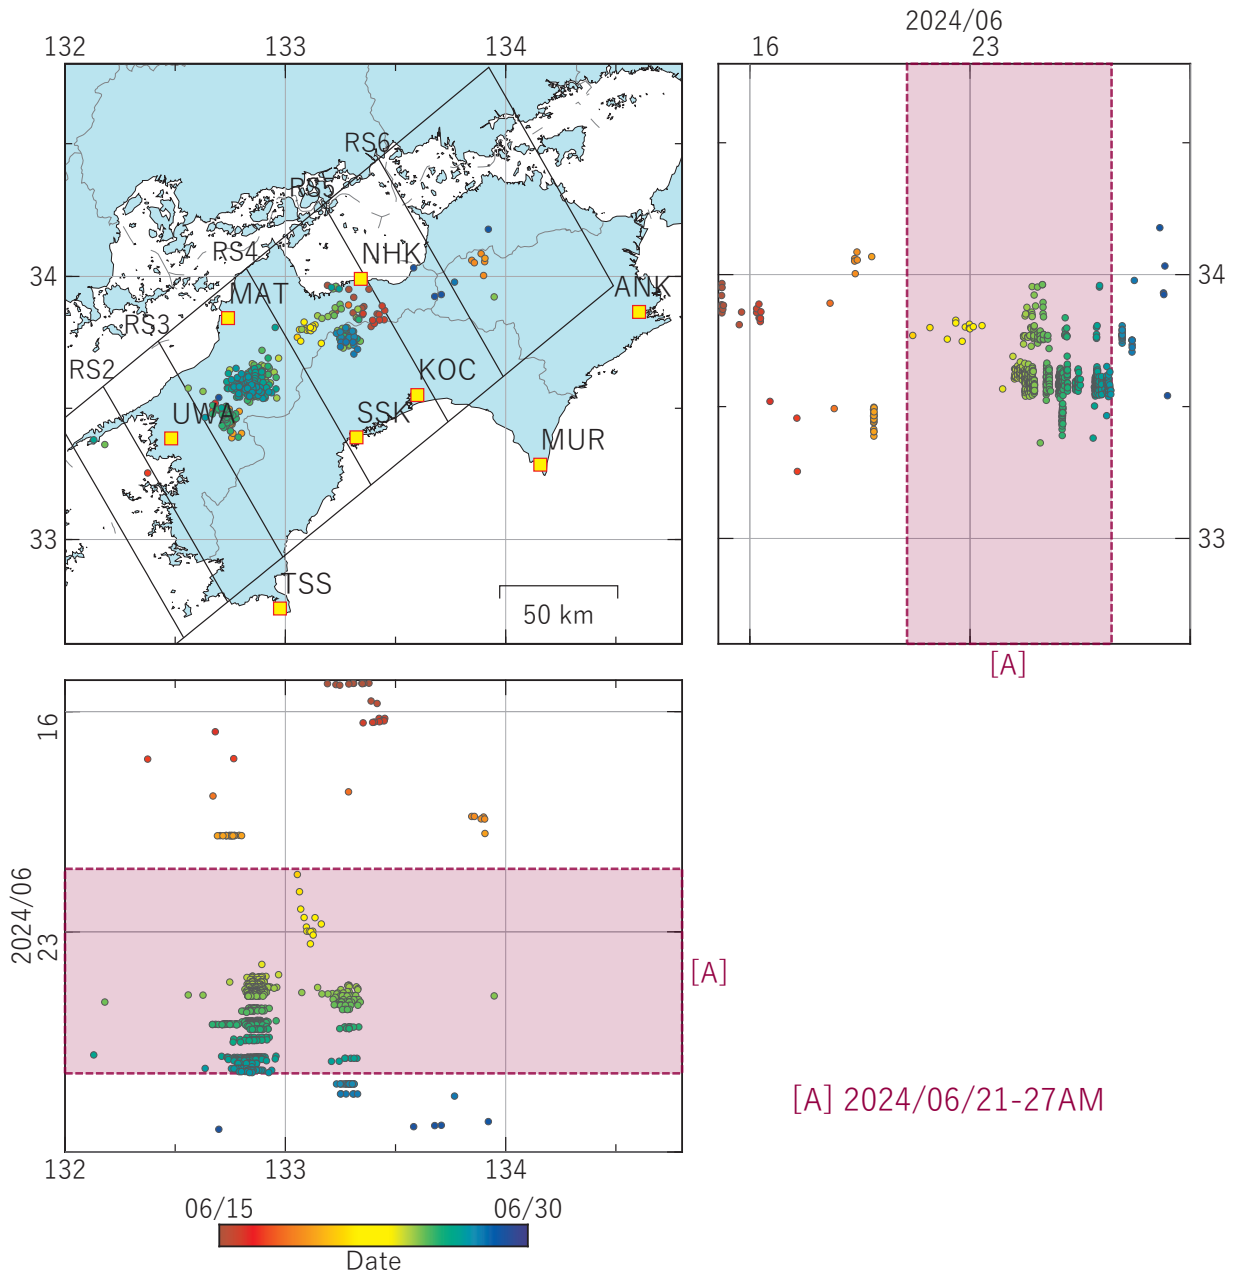 2024/06
132 133 134 16 23
RS6
RS5
RS4
NHK
34 34
MAT ANK
RS3
RS2
KOC
UWA SSK
MUR
33 33
TSS
50 km
[A]
16
[A]
2024/06
23
[A] 2024/06/21-27AM
132 133 134
06/15 06/30
Date